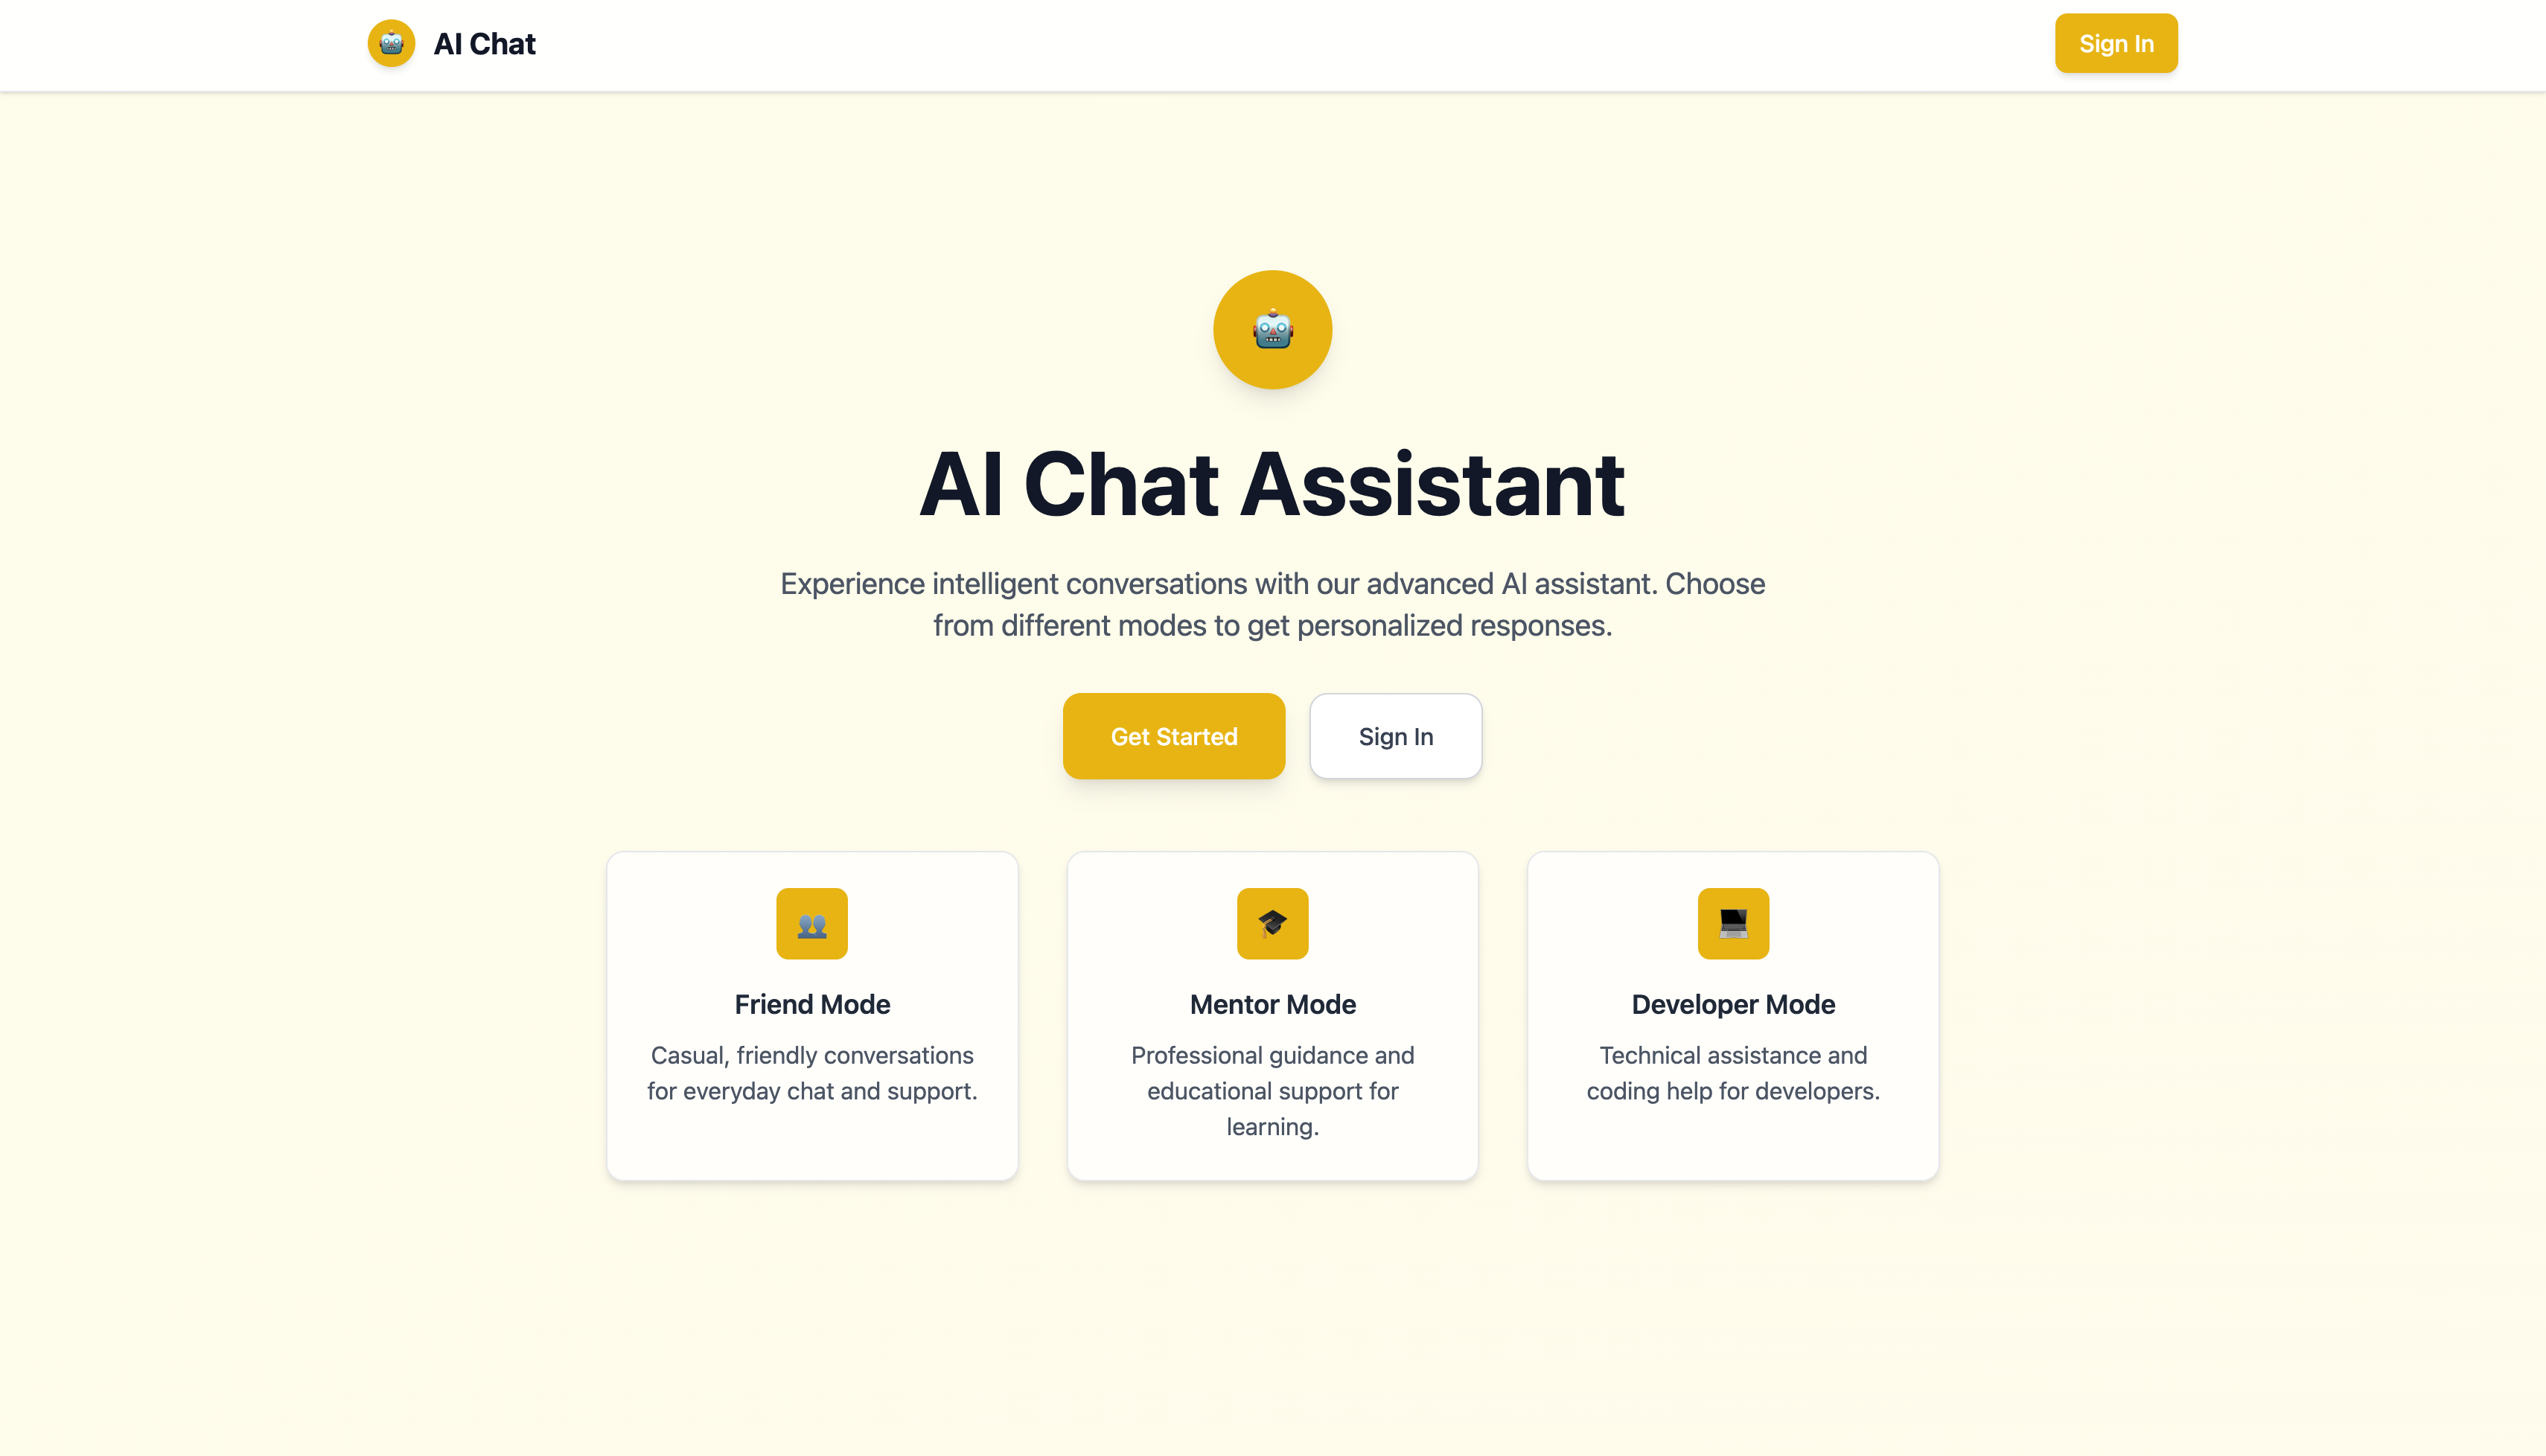 AI Chat
Sign In
AI Chat Assistant
Experience intelligent conversations with our advanced AI assistant. Choose
from different modes to get personalized responses.
Get Started
Sign In
Friend Mode
Casual, friendly conversations
for everyday chat and support.
Mentor Mode
Professional guidance and
educational support for
learning.
Developer Mode
Technical assistance and
coding help for developers.